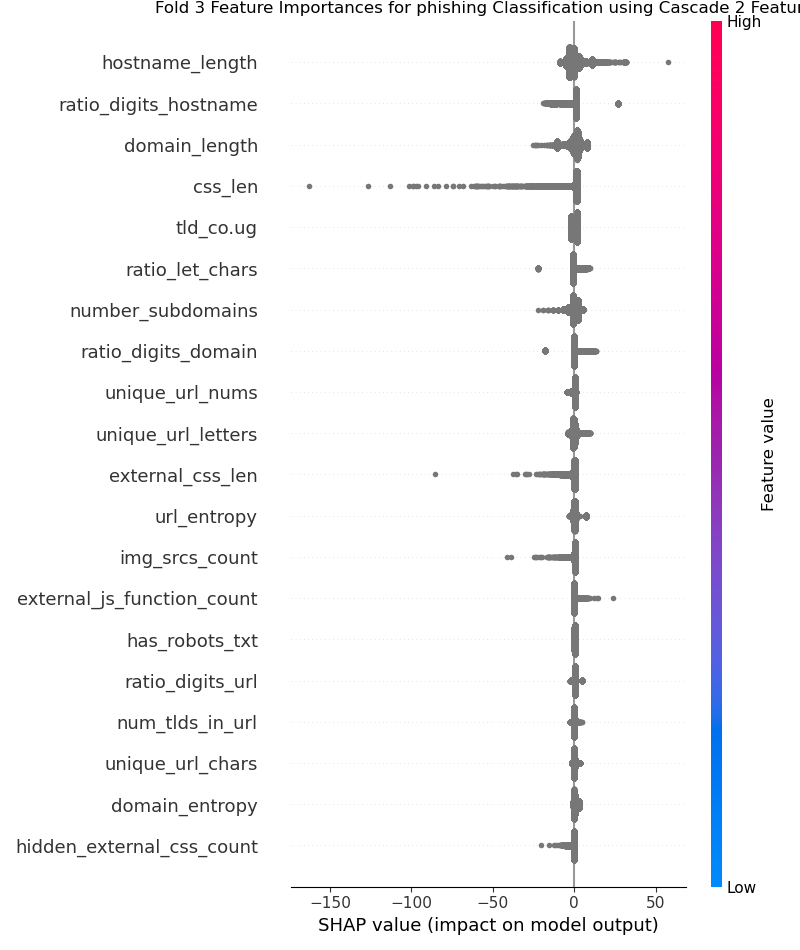 Fold 3 Feature Importances for phishing Classification using Cascade 2
High
hostname_length
ratio_digits_hostname
domain_length
css_len
tld_co.ug
ratio_let_chars
number_subdomains
ratio_digits_domain
unique_url_nums
unique_url_letters
external_css_len
url_entropy
img_srcs_count
external_js_function_count
has_robots_txt
ratio_digits_url
num_tlds_in_url
unique_url_chars
domain_entropy
hidden_external_css_count
Feature value
Low
−150 −100 −50 0 50
SHAP value (impact on model output)